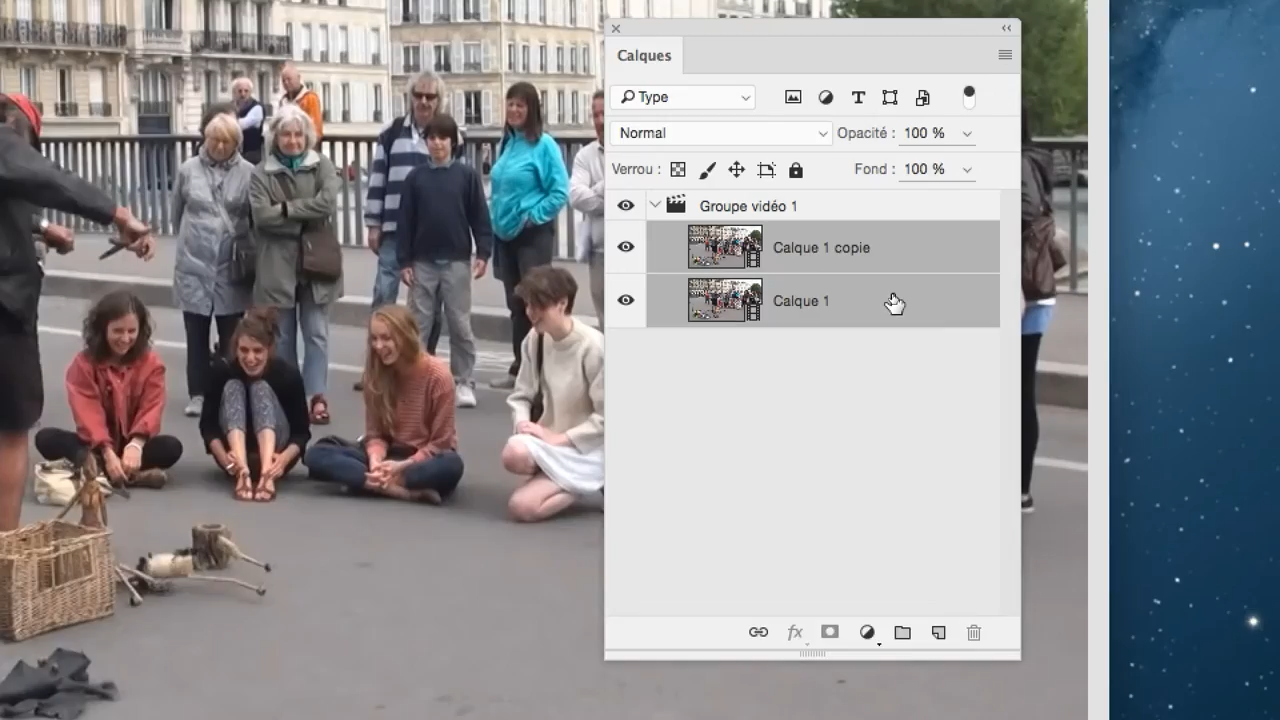 Calques
Type
T
Normal
Opacité : 100 %
Verrou :
Fond : 100 %
Groupe vidéo 1
Calque 1 copie
Calque 1
fx